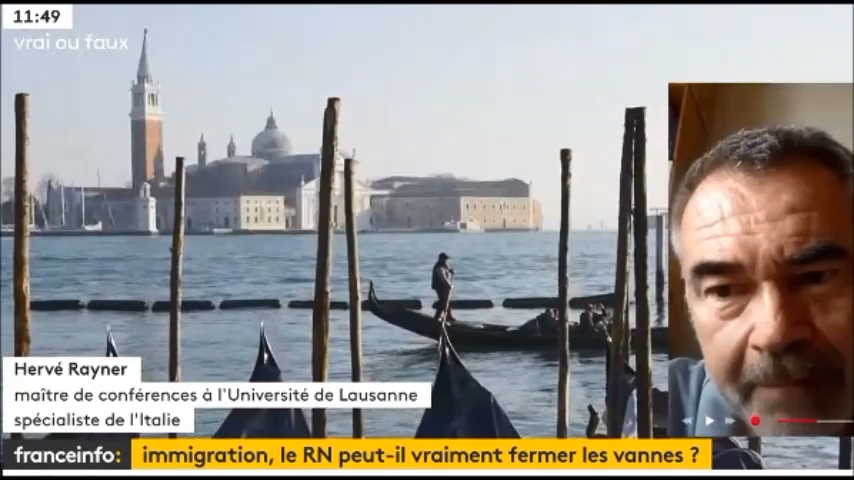 11:49
vrai ou faux
Hervé Rayner
maître de conférences à l'Université de Lausanne
spécialiste de l'Italie
franceinfo: immigration, le RN peut-il vraiment fermer les vannes ?